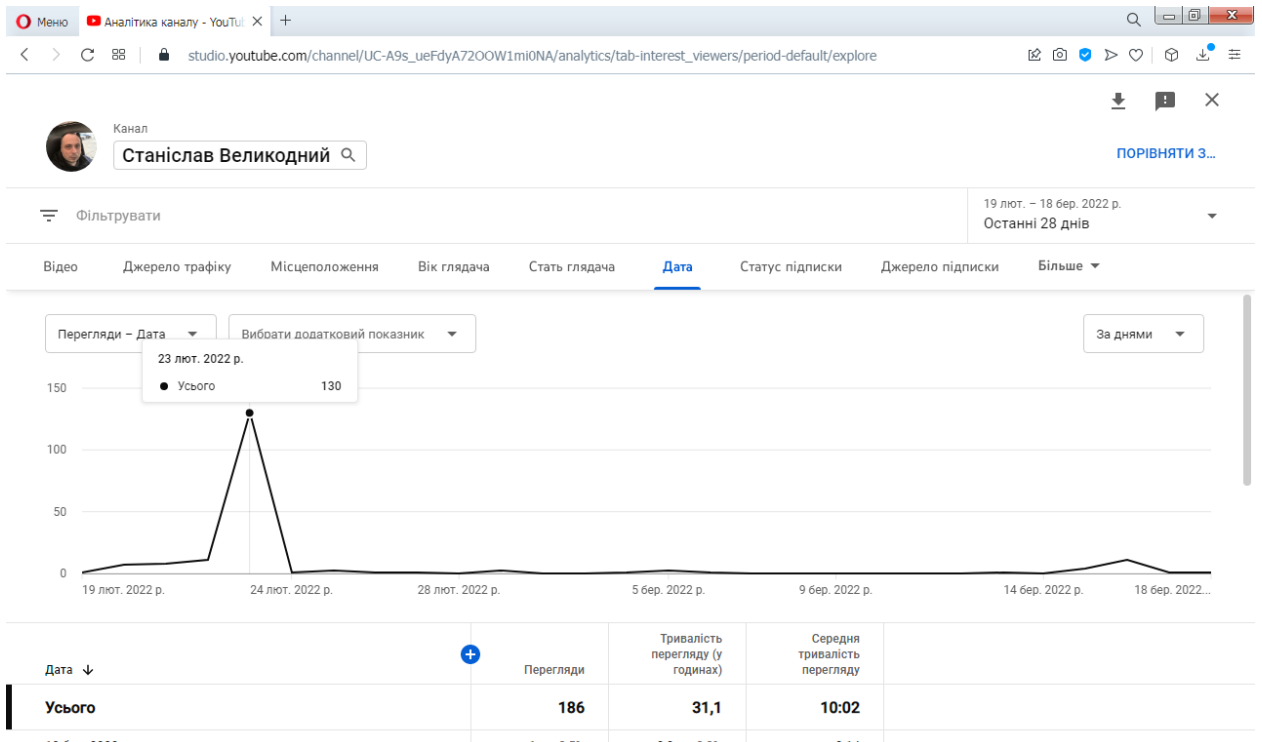 Меню
Аналітика каналу - YouTu
studio.youtube.com/channel/UC-A9s_ueFdyA72OOW1mi0NA/analytics/tab-interest_viewers/period-default/explore
Канал
Станіслав Великодний
ПОРІВНЯТИ З...
Фільтрувати
19 лют. – 18 бер. 2022 р.
Останні 28 днів
Відео Джерело трафіку Місцеположення Вік глядача Стать глядача Дата Статус підписки Джерело підписки Більше
Перегляди – Дата Вибрати додатковий показник За днями
23 лют. 2022 р.
Усього 130
150
100
50
0
19 лют. 2022 р. 24 лют. 2022 р. 28 лют. 2022 р. 5 бер. 2022 р. 9 бер. 2022 р. 14 бер. 2022 р. 18 бер. 2022...
Дата Перегляди Тривалість перегляду (у годинах) Середня тривалість перегляду
Усього 186 31,1 10:02